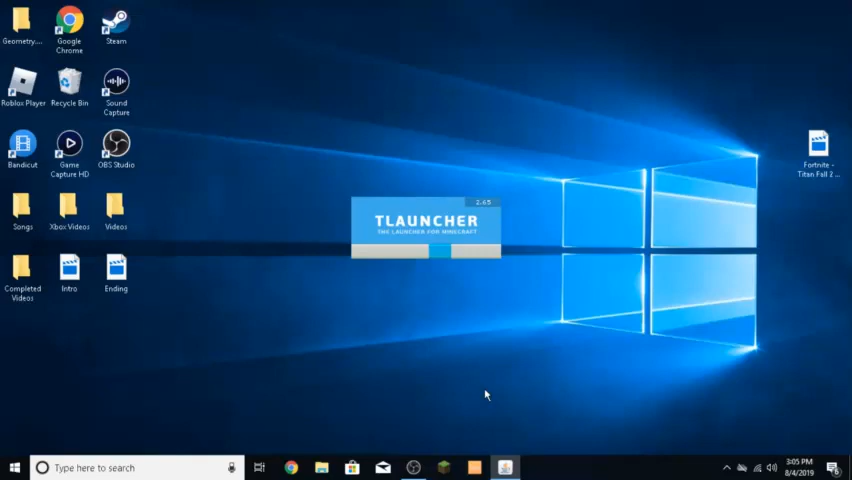 Geometry....
Google
Chrome
Steam
Roblox Player
Recycle Bin
Sound
Capture
Bandicut
Game
Capture HD
OBS Studio
Songs
Xbox Videos
Videos
Completed
Videos
Intro
Ending
Fortnite -
Titan Fall 2 ...
2.65
TLAUNCHER
THE LAUNCHER FOR MINECRAFT
Type here to search
3:05 PM
8/4/2019
6